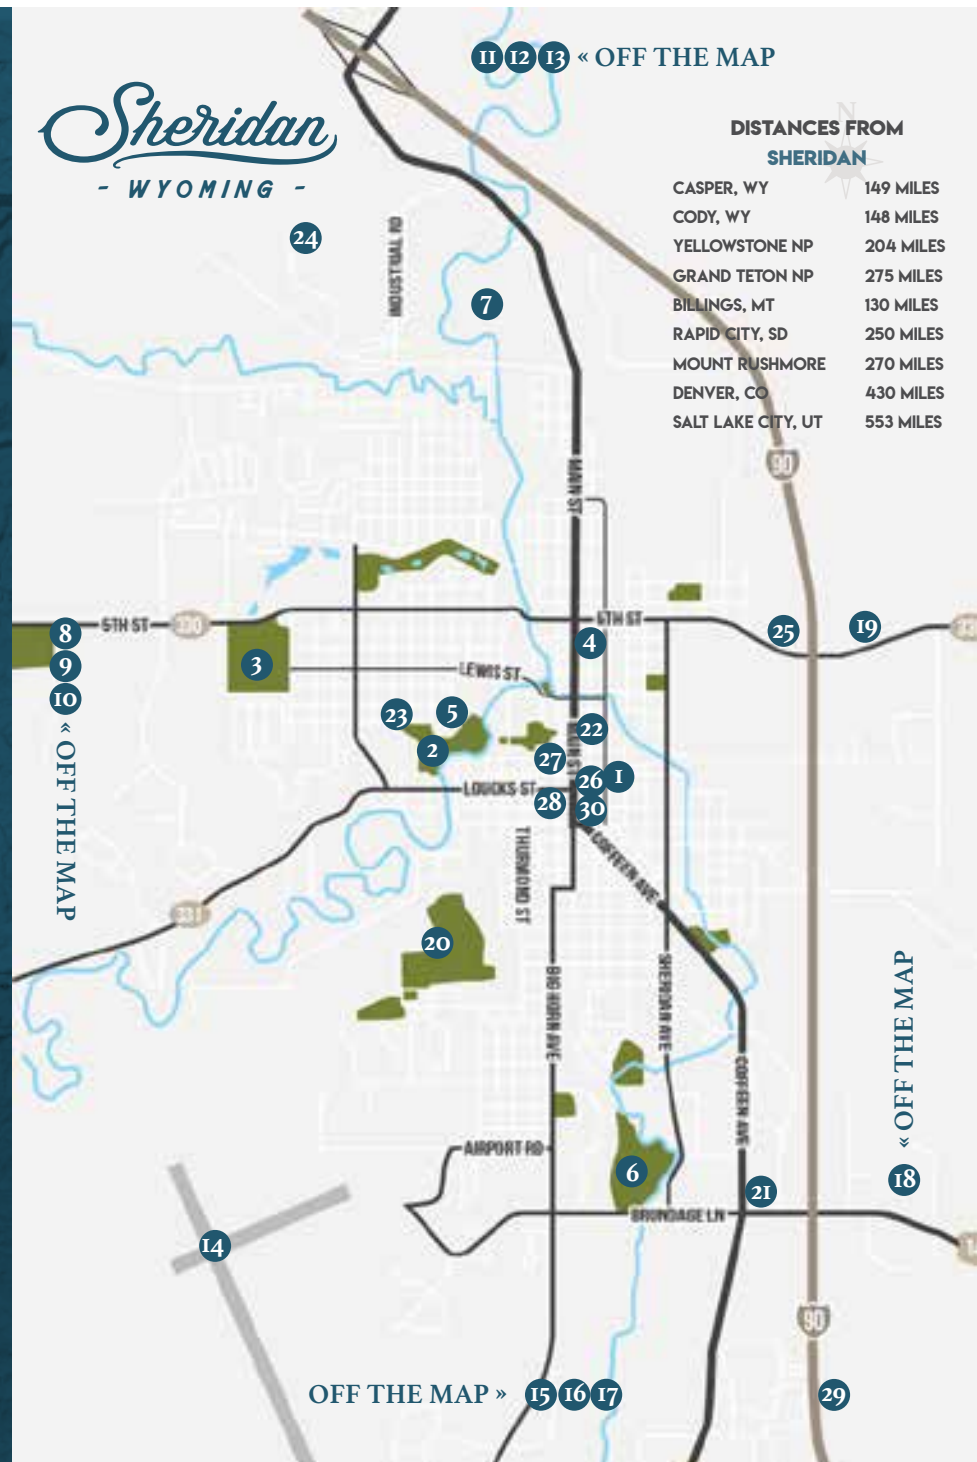 11 12 13 « OFF THE MAP
Sheridan
- WYOMING -
N
DISTANCES FROM
SHERIDAN
CASPER, WY 149 MILES
CODY, WY 148 MILES
YELLOWSTONE NP 204 MILES
GRAND TETON NP 275 MILES
BILLINGS, MT 130 MILES
RAPID CITY, SD 250 MILES
MOUNT RUSHMORE 270 MILES
DENVER, CO 430 MILES
SALT LAKE CITY, UT 553 MILES
24
INDUSTRIAL RD
7
90
MAIN ST
5TH ST
330
8
9
10
« OFF THE MAP
3
LEWIS ST
4
5TH ST
25
19
23
5
2
22
MAIN ST
27
26
1
LOUCKS ST
28
30
THURMOND ST
COFFEEN AVE
331
20
BIG HORN AVE
SHERIDAN AVE
COFFEEN AVE
« OFF THE MAP
18
AIRPORT RD
6
21
BRUNDAGE LN
14
90
OFF THE MAP » 15 16 17
29